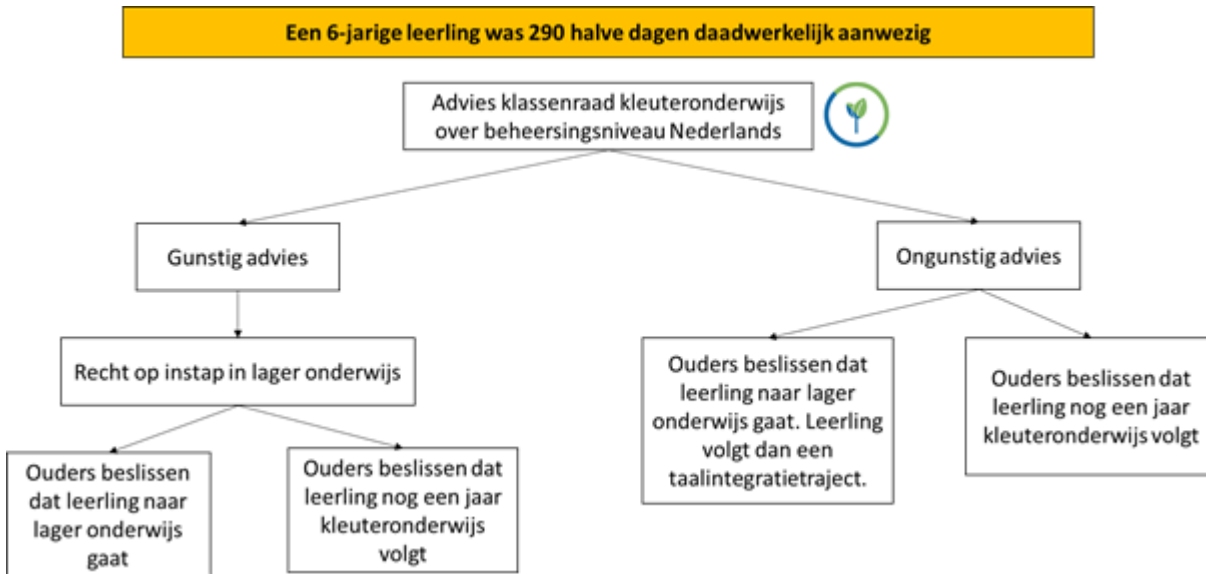 Een 6-jarige leerling was 290 halve dagen daadwerkelijk aanwezig
Advies klassenraad kleuteronderwijs
over beheersingsniveau Nederlands
Gunstig advies
Ongunstig advies
Recht op instap in lager onderwijs
Ouders beslissen dat
leerling naar lager
onderwijs gaat. Leerling
volgt dan een
taalintegratietraject.
Ouders beslissen dat
leerling nog een jaar
kleuteronderwijs volgt
Ouders beslissen
dat leerling naar
lager onderwijs
gaat
Ouders beslissen dat
leerling nog een jaar
kleuteronderwijs
volgt